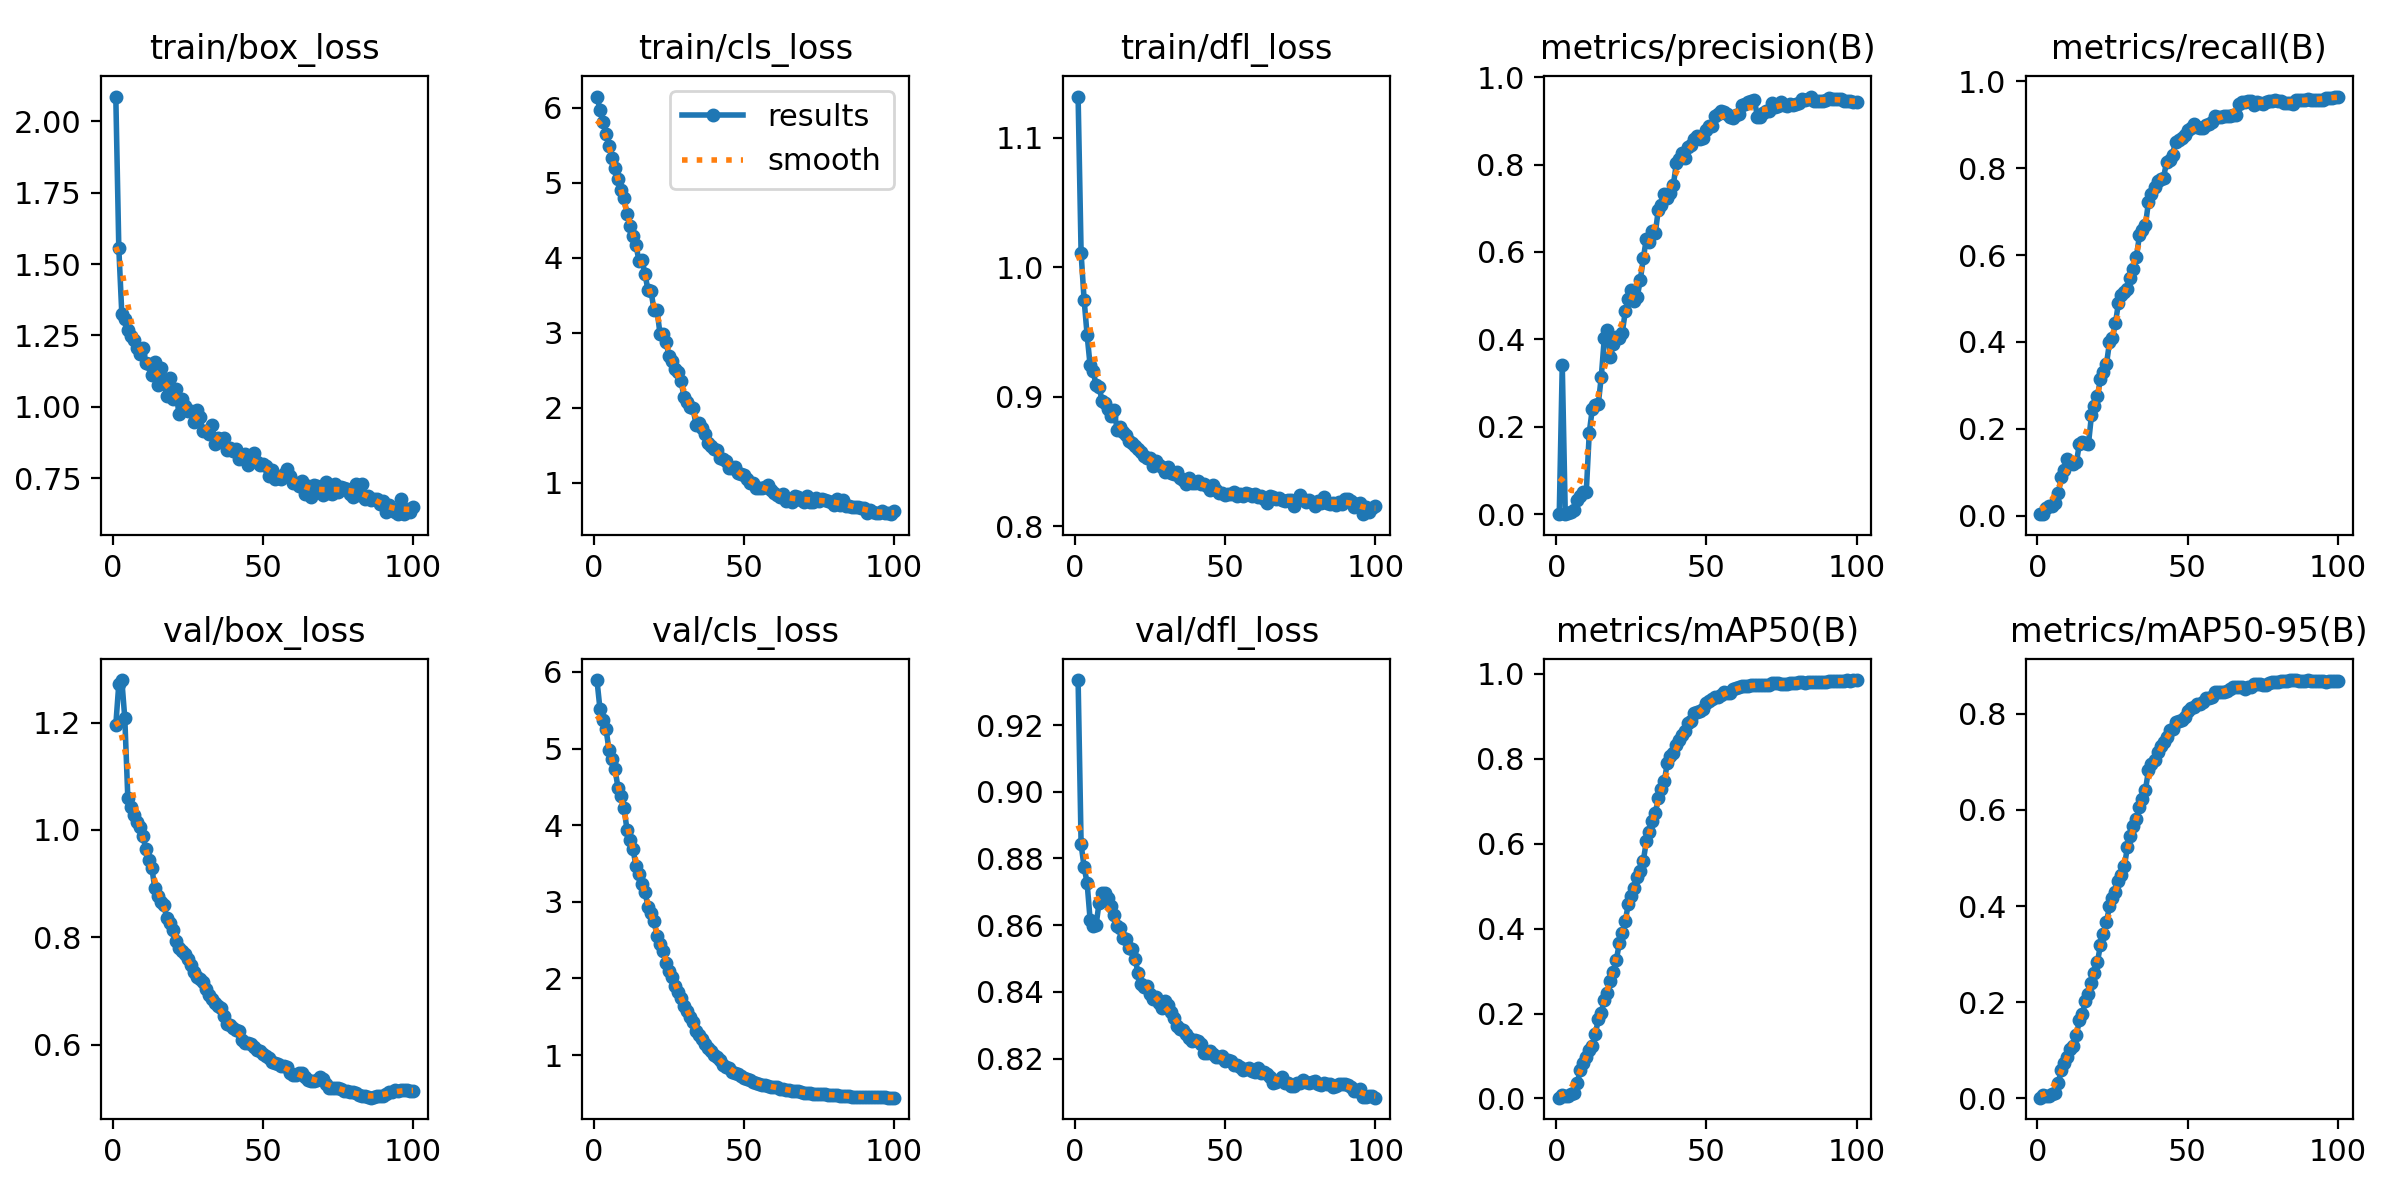 train/box_loss
2.00
1.75
1.50
1.25
1.00
0.75
0 50 100
train/cls_loss
results
smooth
6
5
4
3
2
1
0 50 100
train/dfl_loss
1.1
1.0
0.9
0.8
0 50 100
metrics/precision(B)
1.0
0.8
0.6
0.4
0.2
0.0
0 50 100
metrics/recall(B)
1.0
0.8
0.6
0.4
0.2
0.0
0 50 100
val/box_loss
1.2
1.0
0.8
0.6
0 50 100
val/cls_loss
6
5
4
3
2
1
0 50 100
val/dfl_loss
0.92
0.90
0.88
0.86
0.84
0.82
0 50 100
metrics/mAP50(B)
1.0
0.8
0.6
0.4
0.2
0.0
0 50 100
metrics/mAP50-95(B)
0.8
0.6
0.4
0.2
0.0
0 50 100